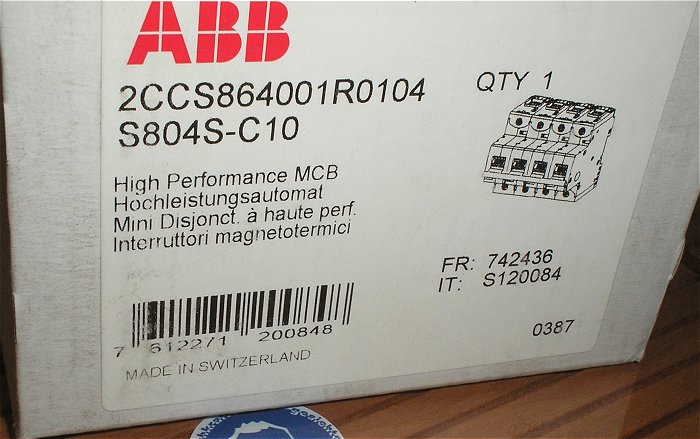 ABB
2CCS864001R0104
S804S-C10
QTY 1
High Performance MCB
Hochleistungsautomat
Mini Disjonct. à haute perf.
Interruttori magnetotermici
FR: 742436
IT: S120084
7 612271 200848
0387
MADE IN SWITZERLAND